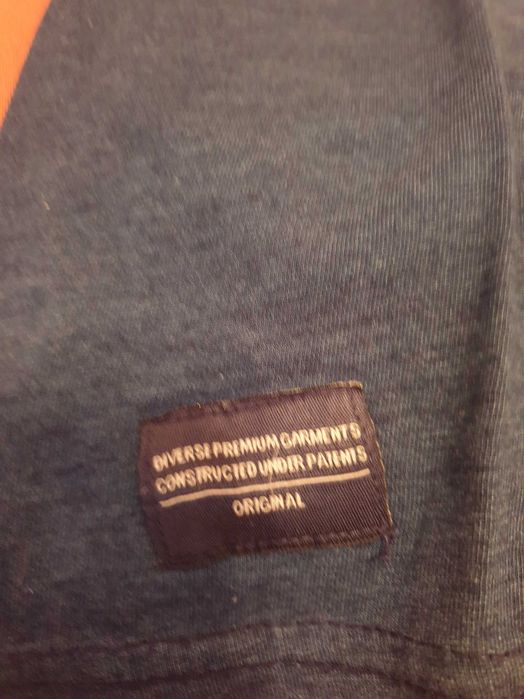 DIVERSE PREMIUM GARMENTS
CONSTRUCTED UNDER PATENTS
ORIGINAL